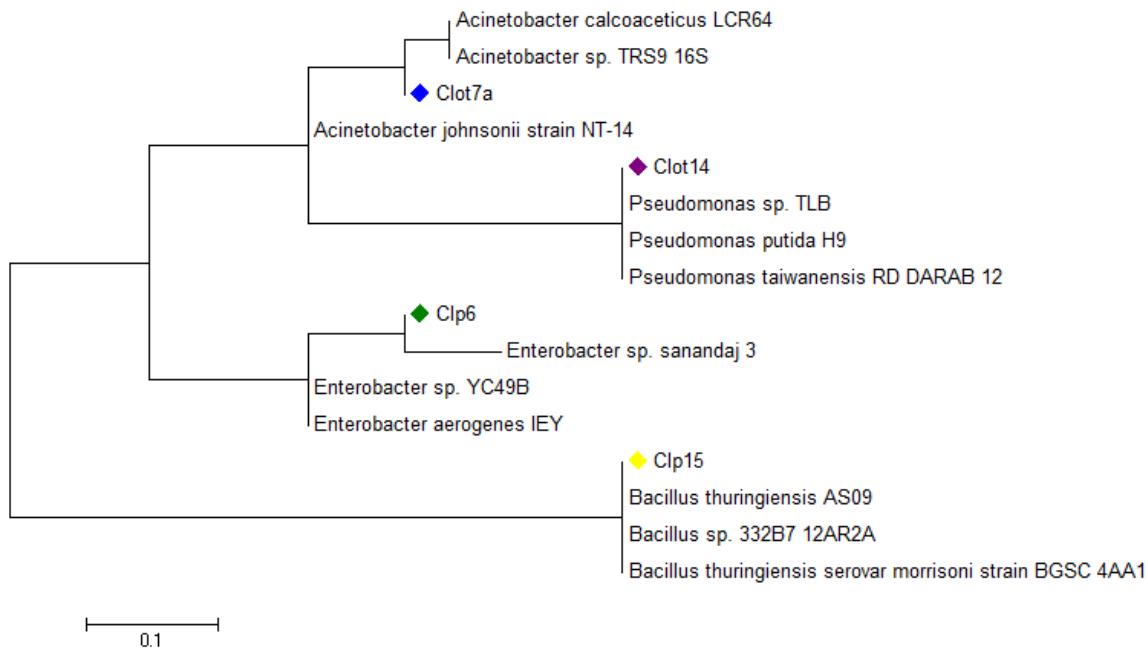 Acinetobacter calcoaceticus LCR64
Acinetobacter sp. TRS9 16S
Clot7a
Acinetobacter johnsonii strain NT-14
Clot14
Pseudomonas sp. TLB
Pseudomonas putida H9
Pseudomonas taiwanensis RD DARAB 12
Clp6
Enterobacter sp. sanandaj 3
Enterobacter sp. YC49B
Enterobacter aerogenes IEY
Clp15
Bacillus thuringiensis AS09
Bacillus sp. 332B7 12AR2A
Bacillus thuringiensis serovar morrisoni strain BGSC 4AA1
0.1